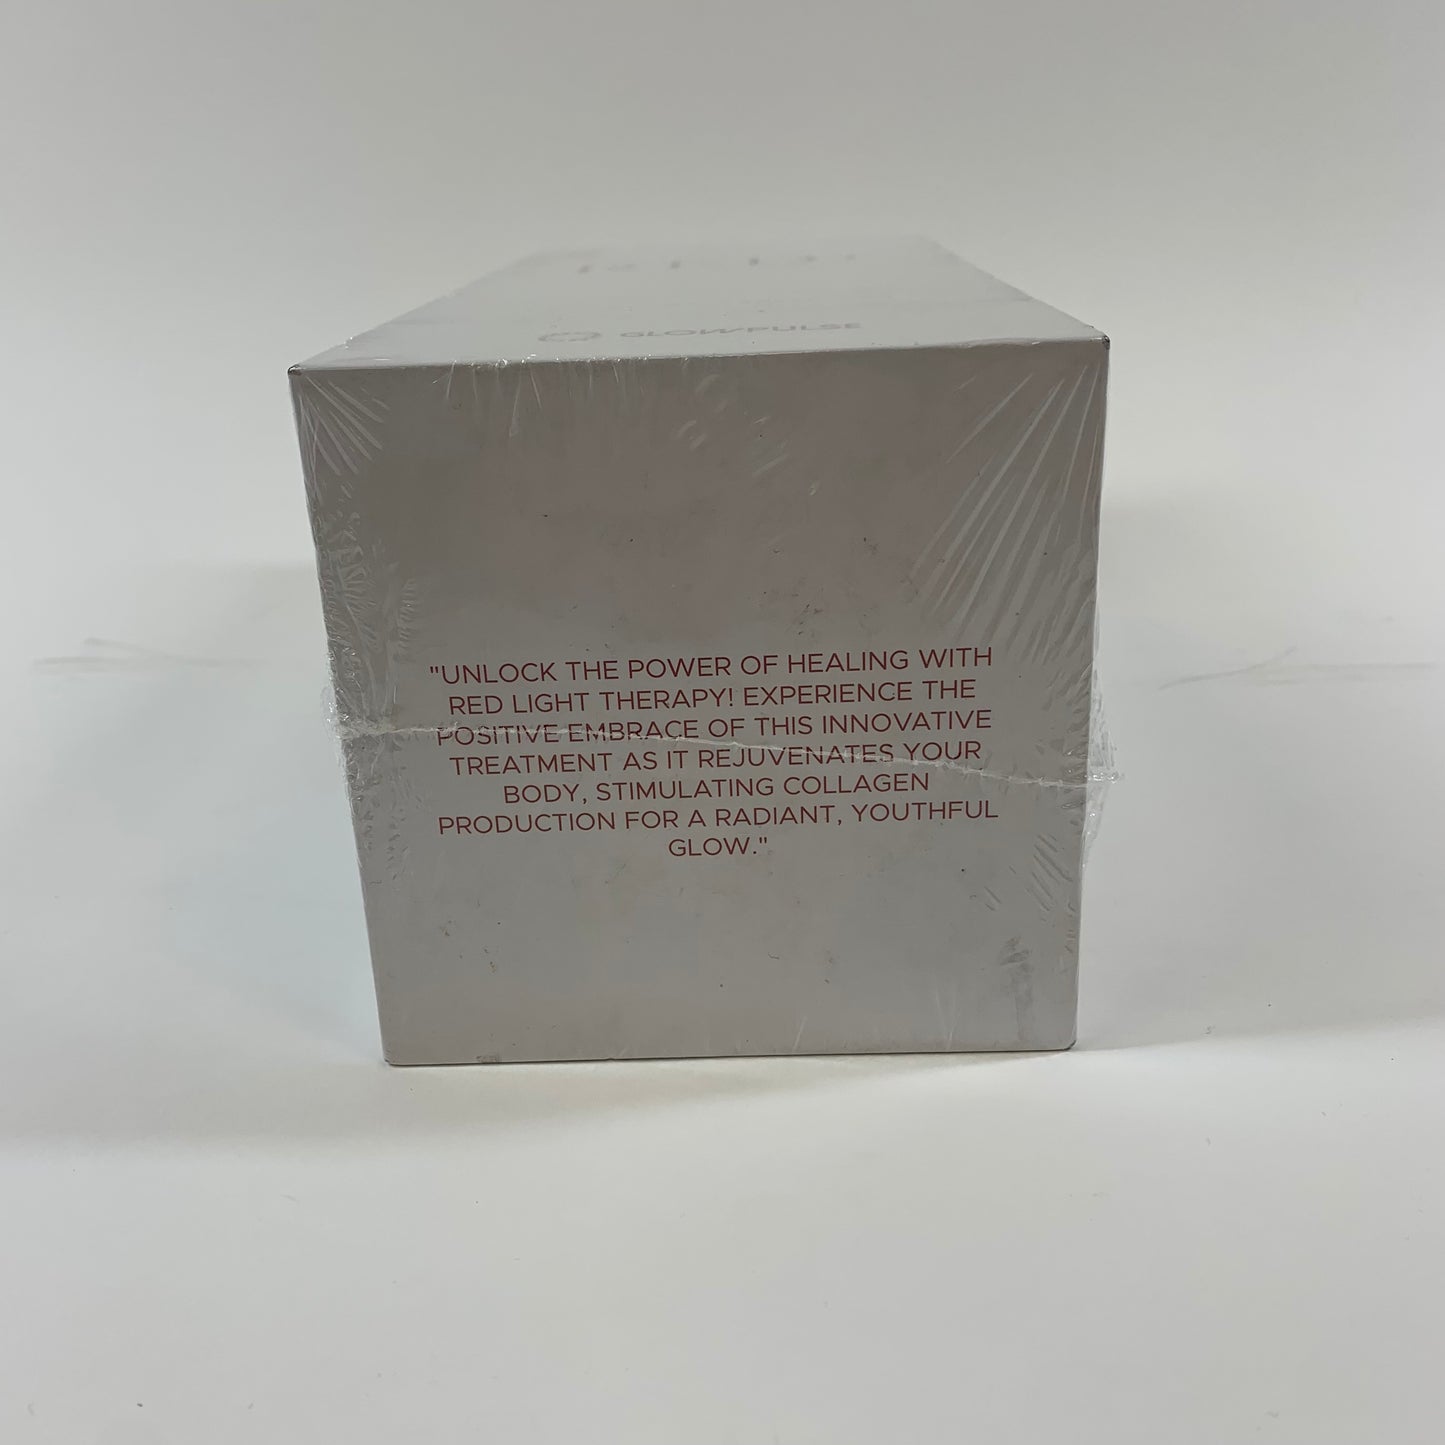 GLOWPULSE
"UNLOCK THE POWER OF HEALING WITH
RED LIGHT THERAPY! EXPERIENCE THE
POSITIVE EMBRACE OF THIS INNOVATIVE
TREATMENT AS IT REJUVENATES YOUR
BODY, STIMULATING COLLAGEN
PRODUCTION FOR A RADIANT, YOUTHFUL
GLOW."